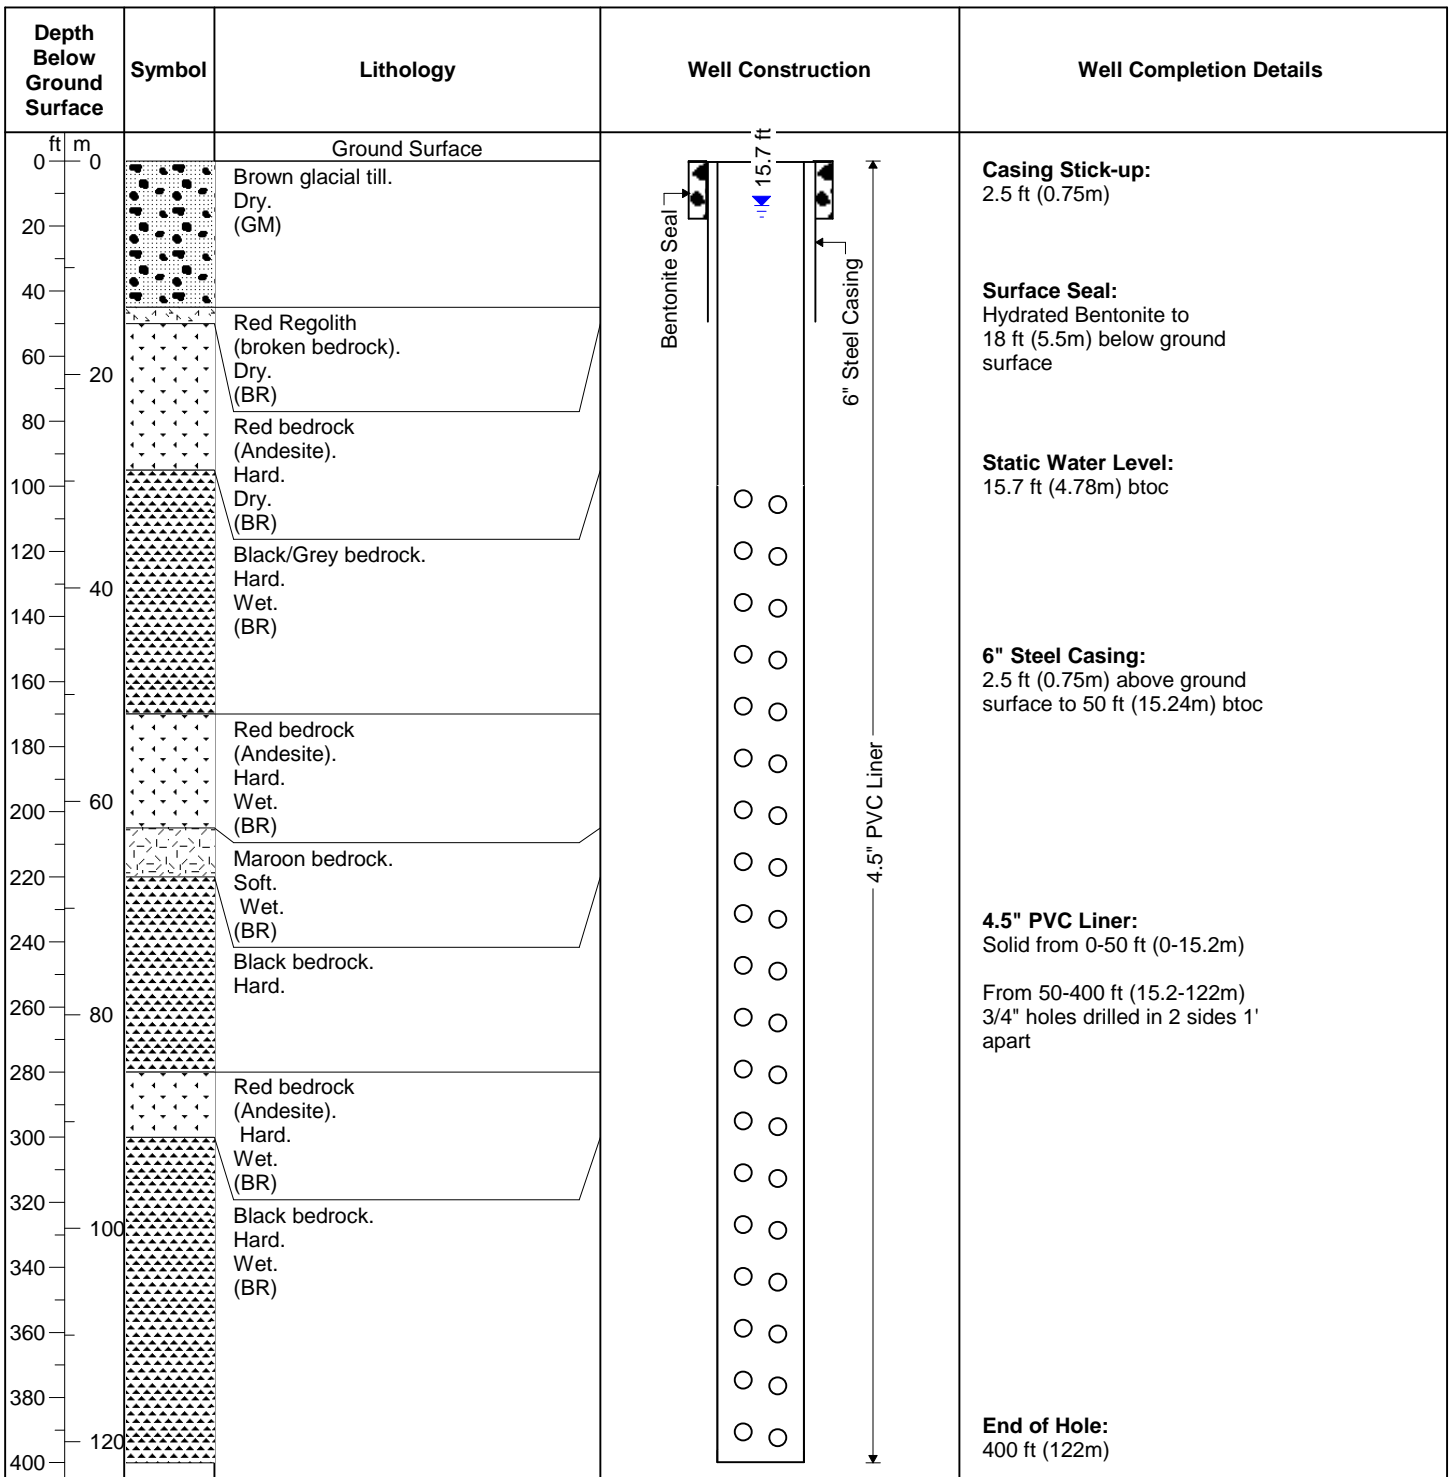 Depth
Below
Ground
Surface
Symbol
Lithology
Well Construction
Well Completion Details
ft m
0
20
40
60
80
100
120
140
160
180
200
220
240
260
280
300
320
340
360
380
400
0
20
40
60
80
100
120
Ground Surface
Brown glacial till.
Dry.
(GM)
Red Regolith
(broken bedrock).
Dry.
(BR)
Red bedrock
(Andesite).
Hard.
Dry.
(BR)
Black/Grey bedrock.
Hard.
Wet.
(BR)
Red bedrock
(Andesite).
Hard.
Wet.
(BR)
Maroon bedrock.
Soft.
Wet.
(BR)
Black bedrock.
Hard.
Red bedrock
(Andesite).
Hard.
Wet.
(BR)
Black bedrock.
Hard.
Wet.
(BR)
15.7 ft
Bentonite Seal
6" Steel Casing
4.5" PVC Liner
Casing Stick-up:
2.5 ft (0.75m)
Surface Seal:
Hydrated Bentonite to
18 ft (5.5m) below ground
surface
Static Water Level:
15.7 ft (4.78m) btoc
6" Steel Casing:
2.5 ft (0.75m) above ground
surface to 50 ft (15.24m) btoc
4.5" PVC Liner:
Solid from 0-50 ft (0-15.2m)
From 50-400 ft (15.2-122m)
3/4" holes drilled in 2 sides 1'
apart
End of Hole:
400 ft (122m)